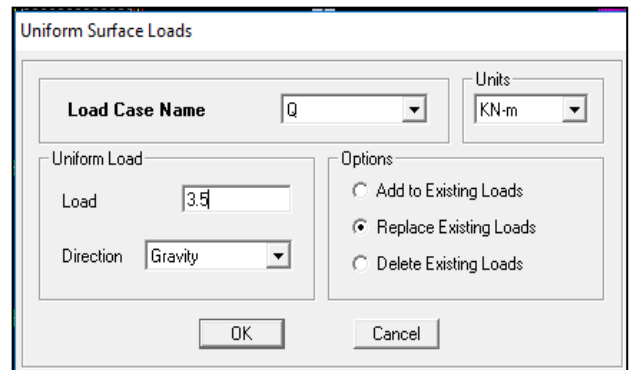 Uniform Surface Loads
Units
Load Case Name Q KN-m
Uniform Load
Load 3.5
Direction Gravity
Options
Add to Existing Loads
Replace Existing Loads
Delete Existing Loads
OK Cancel